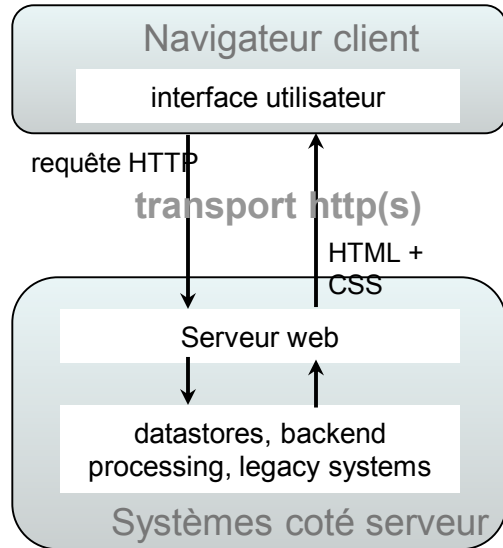 Navigateur client
interface utilisateur
requête HTTP
transport http(s)
HTML +
CSS
Serveur web
datastores, backend
processing, legacy systems
Systèmes coté serveur